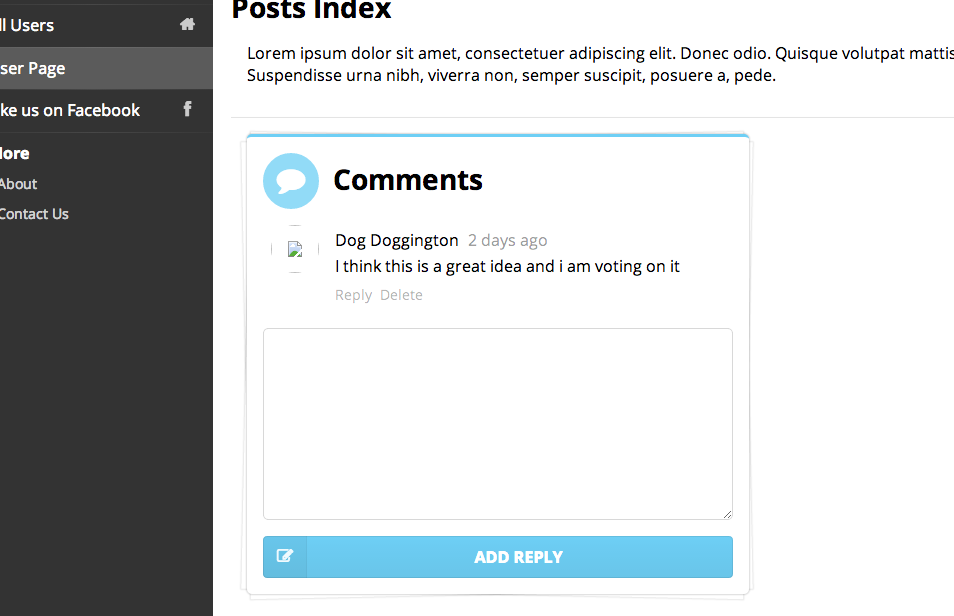 ll Users
ser Page
ke us on Facebook
lore
About
Contact Us
Posts Index
Lorem ipsum dolor sit amet, consectetuer adipiscing elit. Donec odio. Quisque volutpat mattis
Suspendisse urna nibh, viverra non, semper suscipit, posuere a, pede.
Comments
Dog Doggington 2 days ago
I think this is a great idea and i am voting on it
Reply Delete
ADD REPLY